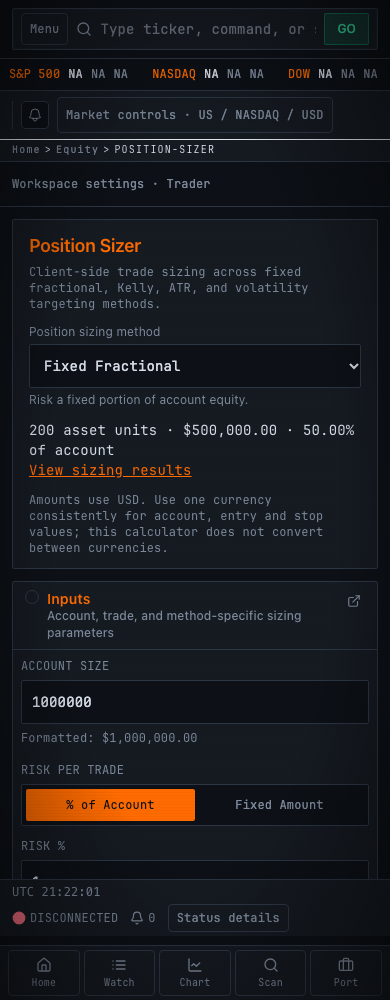 Menu
Type ticker, command, or
GO
S&P 500 NA NA NA NASDAQ NA NA NA DOW NA NA NA
Market controls · US / NASDAQ / USD
Home > Equity > POSITION-SIZER
Workspace settings · Trader
Position Sizer
Client-side trade sizing across fixed
fractional, Kelly, ATR, and volatility
targeting methods.
Position sizing method
Fixed Fractional
Risk a fixed portion of account equity.
200 asset units · $500,000.00 · 50.00%
of account
View sizing results
Amounts use USD. Use one currency
consistently for account, entry and stop
values; this calculator does not convert
between currencies.
Inputs
Account, trade, and method-specific sizing
parameters
ACCOUNT SIZE
1000000
Formatted: $1,000,000.00
RISK PER TRADE
% of Account Fixed Amount
RISK %
UTC 21:22:01
DISCONNECTED 0 Status details
Home Watch Chart Scan Port